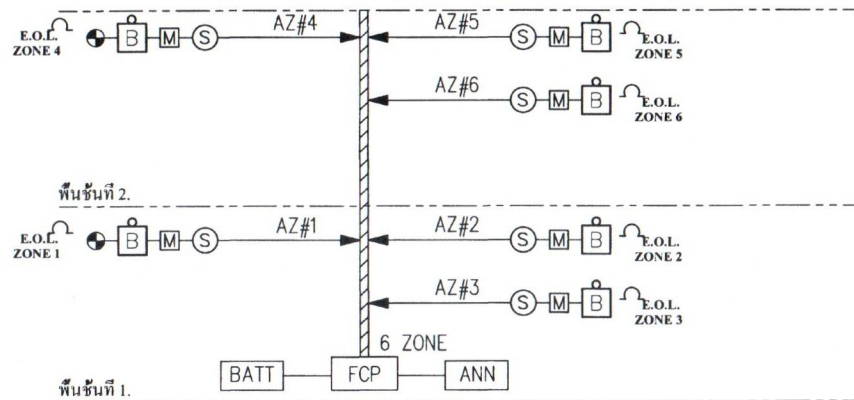 E.O.L.
ZONE 4
B
M
S
AZ#4
AZ#5
S
M
B
E.O.L.
ZONE 5
AZ#6
S
M
B
E.O.L.
ZONE 6
พื้นชั้นที่ 2.
E.O.L.
ZONE 1
B
M
S
AZ#1
AZ#2
S
M
B
E.O.L.
ZONE 2
AZ#3
S
M
B
E.O.L.
ZONE 3
6 ZONE
BATT
FCP
ANN
พื้นชั้นที่ 1.